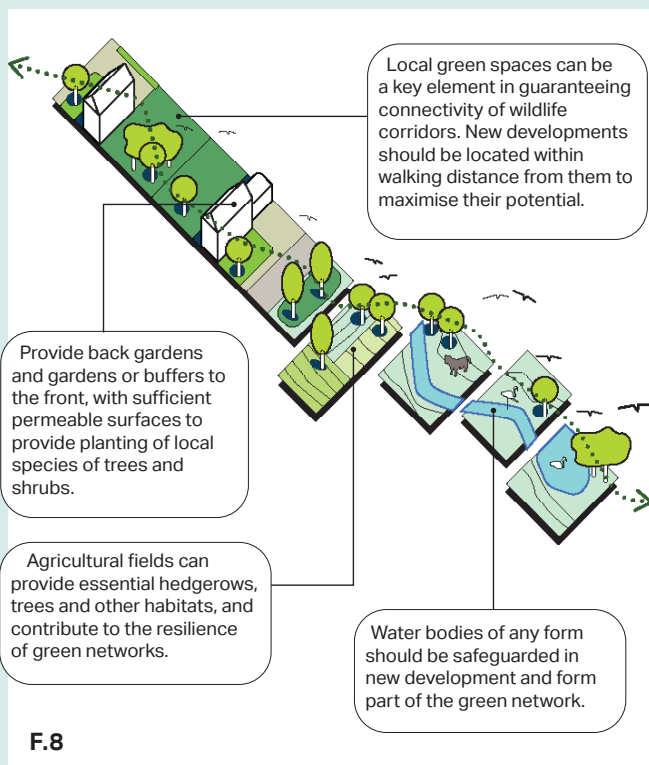 Local green spaces can be
a key element in guaranteeing
connectivity of wildlife
corridors. New developments
should be located within
walking distance from them to
maximise their potential.
Provide back gardens
and gardens or buffers to
the front, with sufficient
permeable surfaces to
provide planting of local
species of trees and
shrubs.
Agricultural fields can
provide essential hedgerows,
trees and other habitats, and
contribute to the resilience
of green networks.
Water bodies of any form
should be safeguarded in
new development and form
part of the green network.
F.8